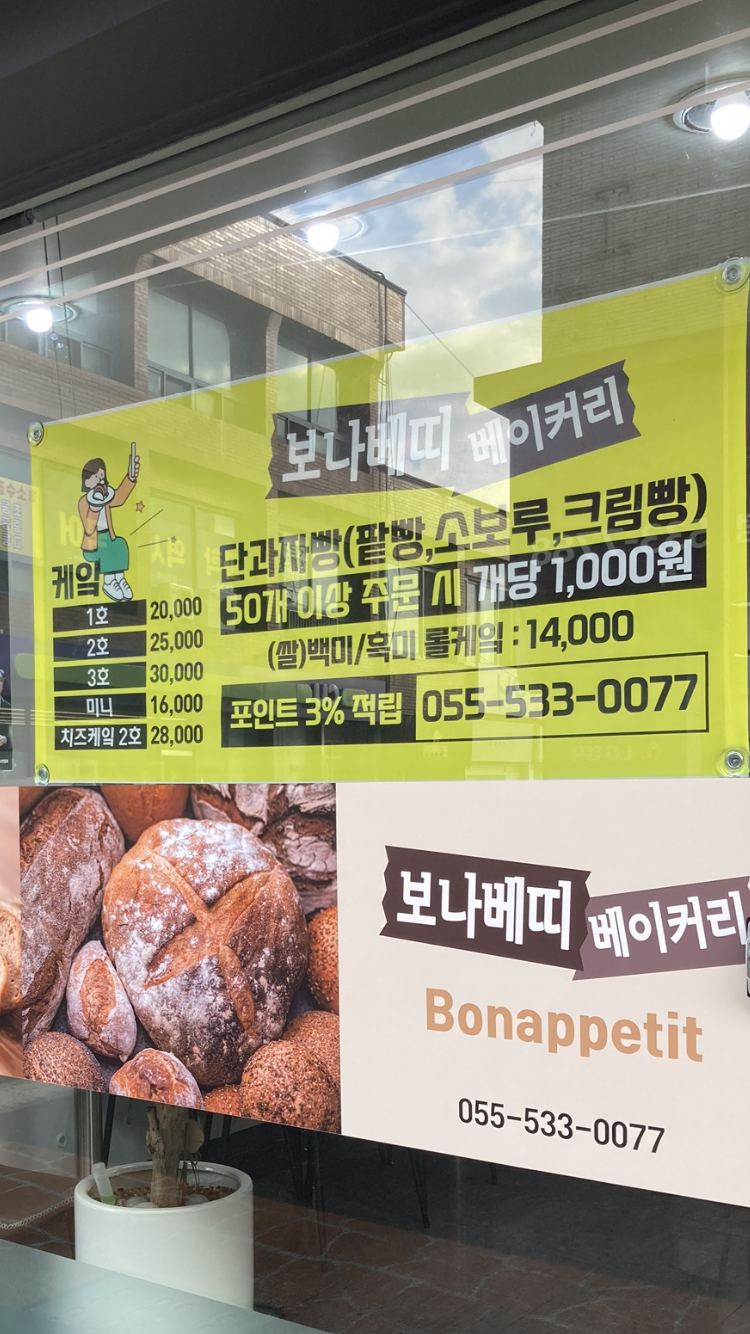 보나베띠 베이커리
단과자빵(팥빵,소보루,크림빵)
50개 이상 주문 시 개당 1,000원
(쌀)백미/흑미 롤케잌 : 14,000
포인트 3% 적립 055-533-0077
케잌
1호 20,000
2호 25,000
3호 30,000
미니 16,000
치즈케잌 2호 28,000
보나베띠 베이커리
Bonappetit
055-533-0077